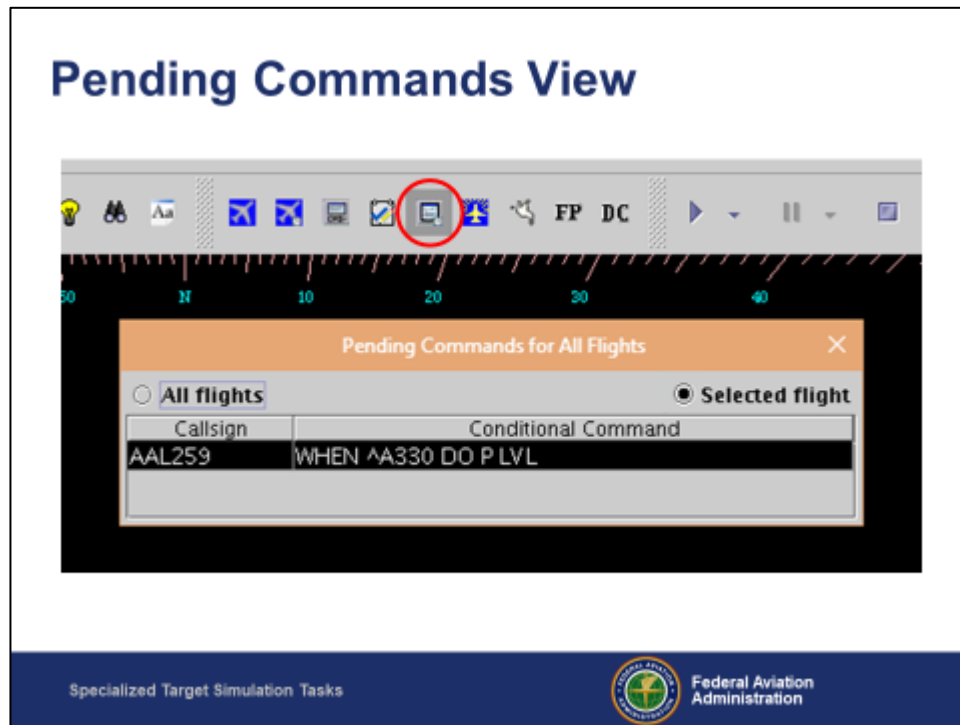 Pending Commands View
Aa FP DC
N 10 20 30 40
Pending Commands for All Flights
All flights Selected flight
Callsign Conditional Command
AAL259 WHEN ^A330 DO P LVL
Specialized Target Simulation Tasks
Federal Aviation
Administration